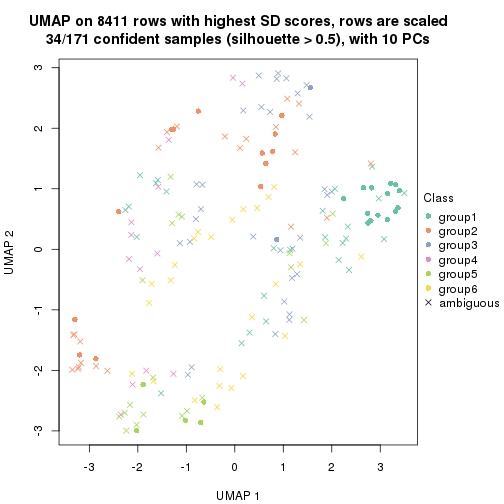 UMAP on 8411 rows with highest SD scores, rows are scaled
34/171 confident samples (silhouette > 0.5), with 10 PCs
3
2
1
0
-1
-2
-3
UMAP 2
-3 -2 -1 0 1 2 3
UMAP 1
Class
group1
group2
group3
group4
group5
group6
ambiguous